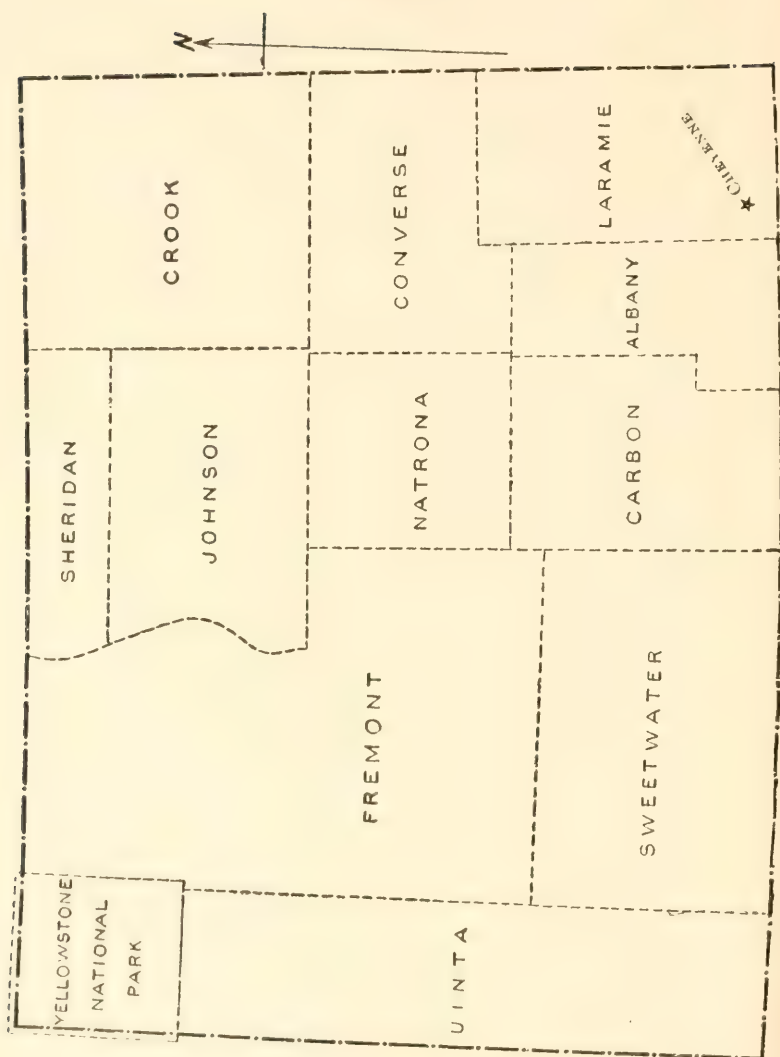 N
YELLOWSTONE
NATIONAL
PARK
SHERIDAN
CROOK
JOHNSON
FREMONT
NATRONA
CONVERSE
UINTA
SWEETWATER
CARBON
ALBANY
LARAMIE
CHEYENNE